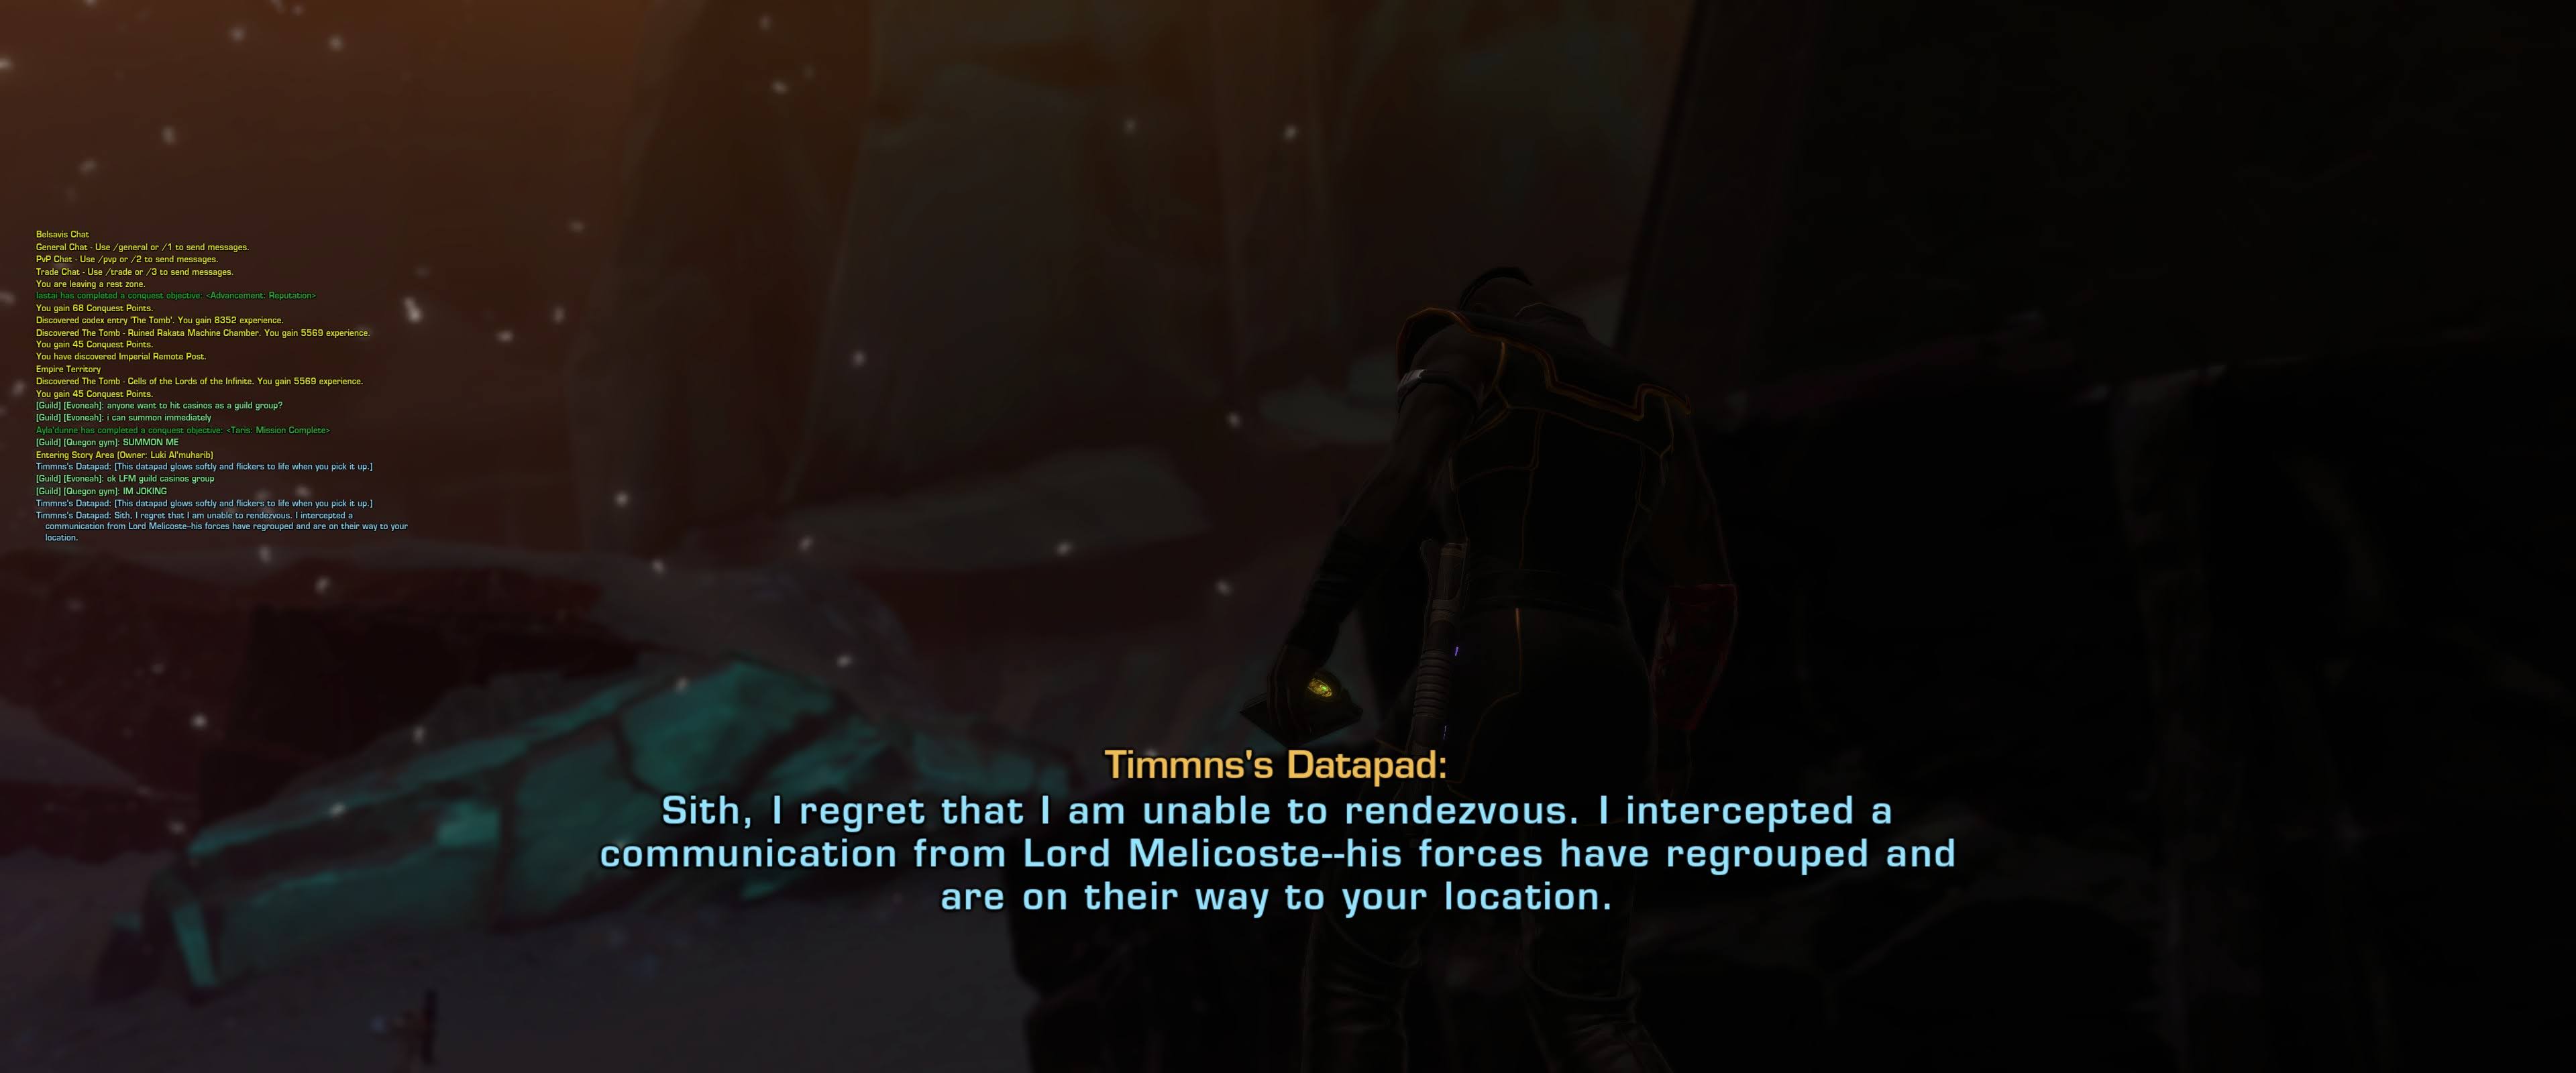 Belsavis Chat
General Chat - Use /general or /1 to send messages.
PvP Chat - Use /pvp or /2 to send messages.
Trade Chat - Use /trade or /3 to send messages.
You are leaving a rest zone.
Iastai has completed a conquest objective: <Advancement: Reputation>
You gain 68 Conquest Points.
Discovered codex entry 'The Tomb'. You gain 8352 experience.
Discovered The Tomb - Ruined Rakata Machine Chamber. You gain 5569 experience.
You gain 45 Conquest Points.
You have discovered Imperial Remote Post.
Empire Territory
Discovered The Tomb - Cells of the Lords of the Infinite. You gain 5569 experience.
You gain 45 Conquest Points.
[Guild] [Evoneah]: anyone want to hit casinos as a guild group?
[Guild] [Evoneah]: i can summon immediately
Ayla'dunne has completed a conquest objective: <Taris: Mission Complete>
[Guild] [Quegon gym]: SUMMON ME
Entering Story Area (Owner: Luki Al'muharib)
Timmns's Datapad: [This datapad glows softly and flickers to life when you pick it up.]
[Guild] [Evoneah]: ok LFM guild casinos group
[Guild] [Quegon gym]: IM JOKING
Timmns's Datapad: [This datapad glows softly and flickers to life when you pick it up.]
Timmns's Datapad: Sith, I regret that I am unable to rendezvous. I intercepted a
communication from Lord Melicoste--his forces have regrouped and are on their way to your
location.
Timmns's Datapad:
Sith, I regret that I am unable to rendezvous. I intercepted a
communication from Lord Melicoste--his forces have regrouped and
are on their way to your location.